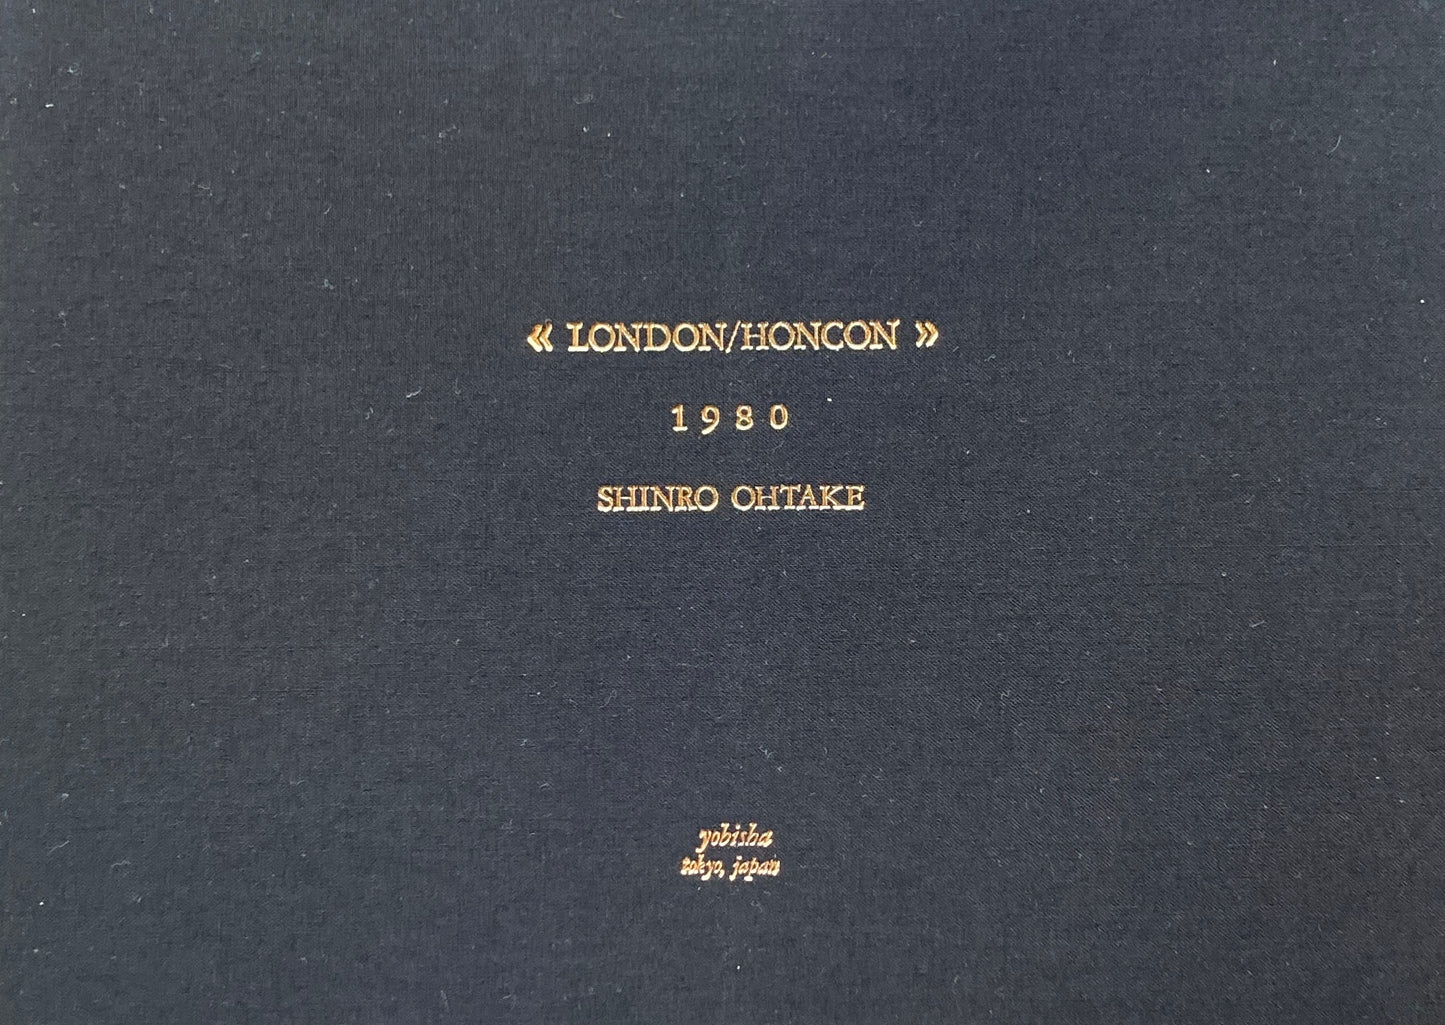 « LONDON/HONCON »
1980
SHINRO OHTAKE
yobisha
tokyo, japan